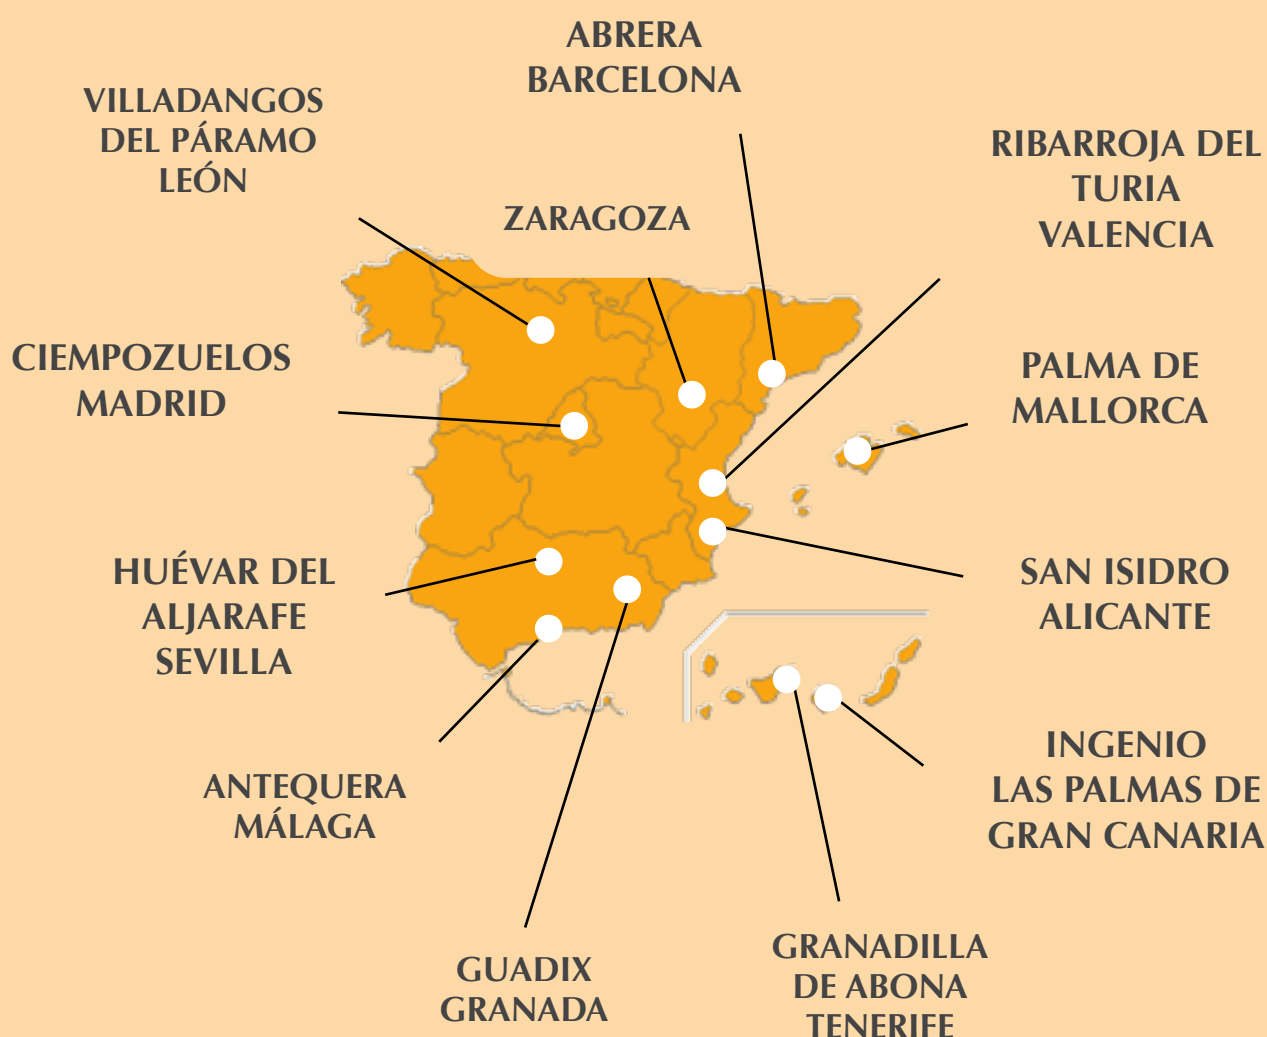 ABRERA
BARCELONA
VILLADANGOS
DEL PÁRAMO
LEÓN
RIBARROJA DEL
TURIA
VALENCIA
ZARAGOZA
CIEMPOZUELOS
MADRID
PALMA DE
MALLORCA
HUÉVAR DEL
ALJARAFE
SEVILLA
SAN ISIDRO
ALICANTE
ANTEQUERA
MÁLAGA
INGENIO
LAS PALMAS DE
GRAN CANARIA
GUADIX
GRANADA
GRANADILLA
DE ABONA
TENERIFE